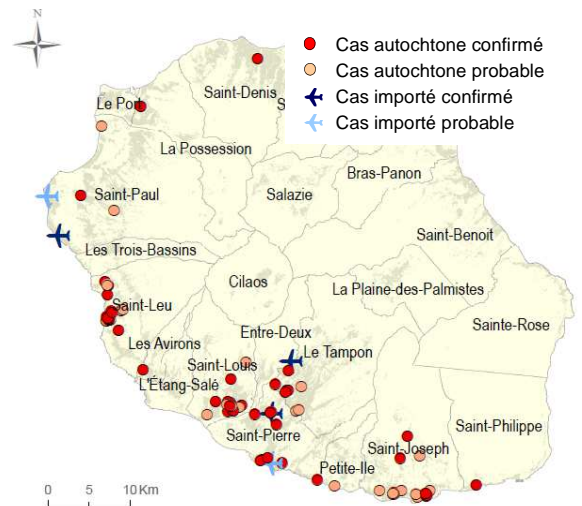 N
Cas autochtone confirmé
Cas autochtone probable
Cas importé confirmé
Cas importé probable
Saint-Denis
S
Le Port
La Possession
Bras-Panon
Saint-Paul
Salazie
Saint-Benoit
Les Trois-Bassins
Cilaos
La Plaine-des-Palmistes
Saint-Leu
Sainte-Rose
Entre-Deux
Les Avirons
Le Tampon
Saint-Louis
L'Étang-Salé
Saint-Philippe
Saint-Pierre
Saint-Joseph
Petite-Ile
0 5 10 Km